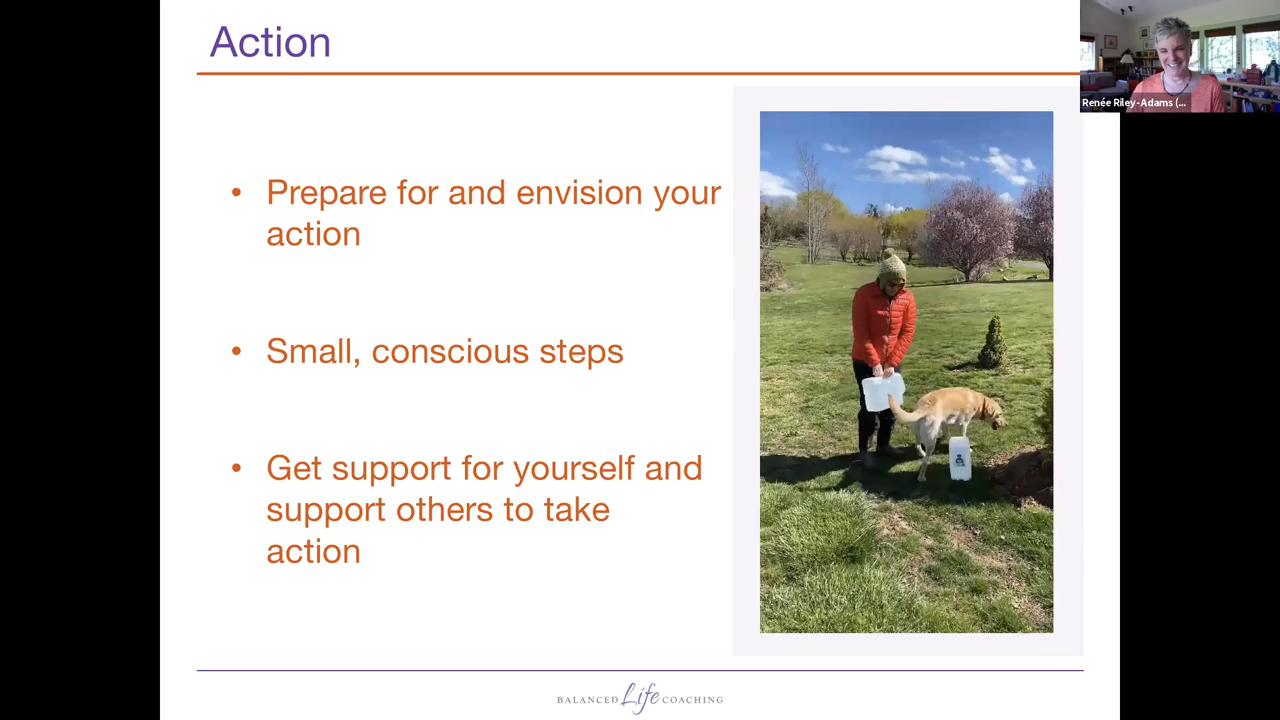 Action
Renée Riley-Adams (...
• Prepare for and envision your
action
• Small, conscious steps
• Get support for yourself and
support others to take
action
BALANCED Life COACHING